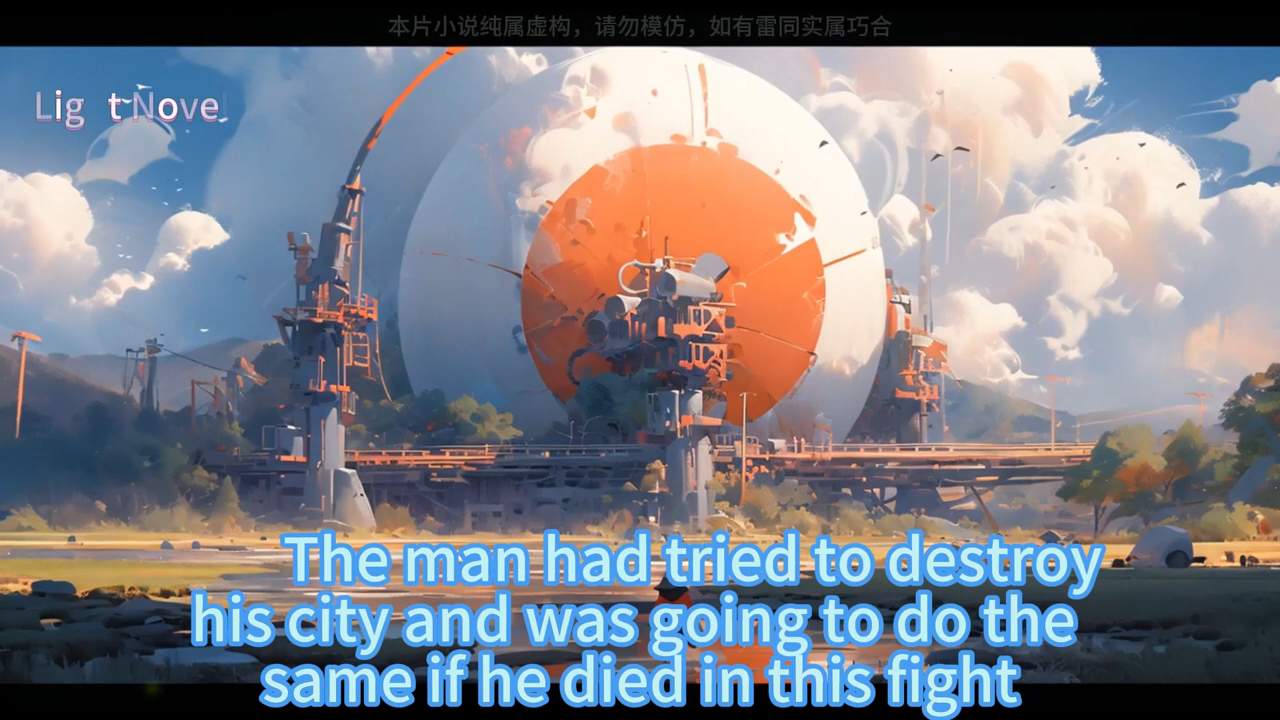 本片小说纯属虚构，请勿模仿，如有雷同实属巧合
Lig t Novel
The man had tried to destroy
his city and was going to do the
same if he died in this fight